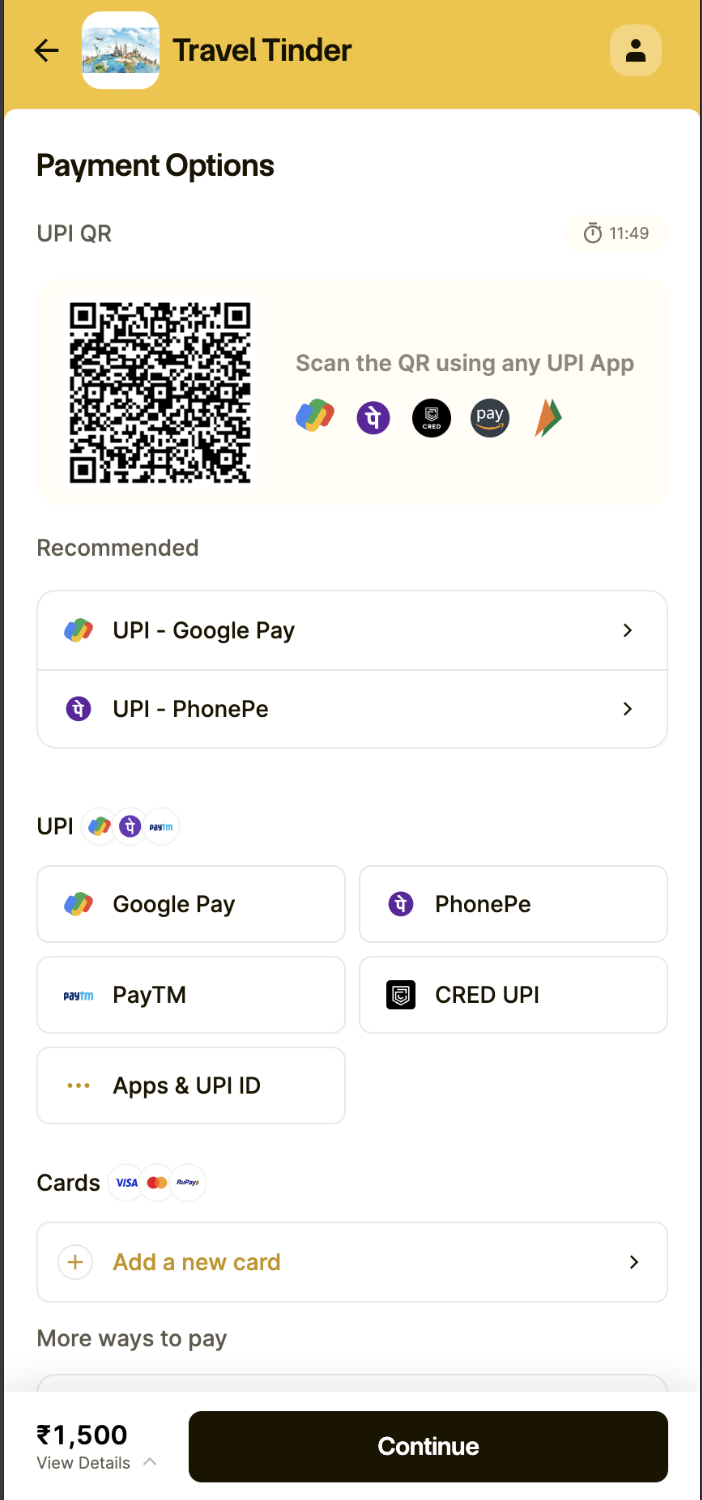 Travel Tinder
Payment Options
UPI QR
11:49
Scan the QR using any UPI App
पे
CRED
pay
Recommended
UPI - Google Pay
पे
UPI - PhonePe
UPI
पे
paytm
Google Pay
पे
PhonePe
paytm
PayTM
CRED UPI
Apps & UPI ID
Cards
VISA
RuPay
Add a new card
More ways to pay
₹1,500
View Details
Continue